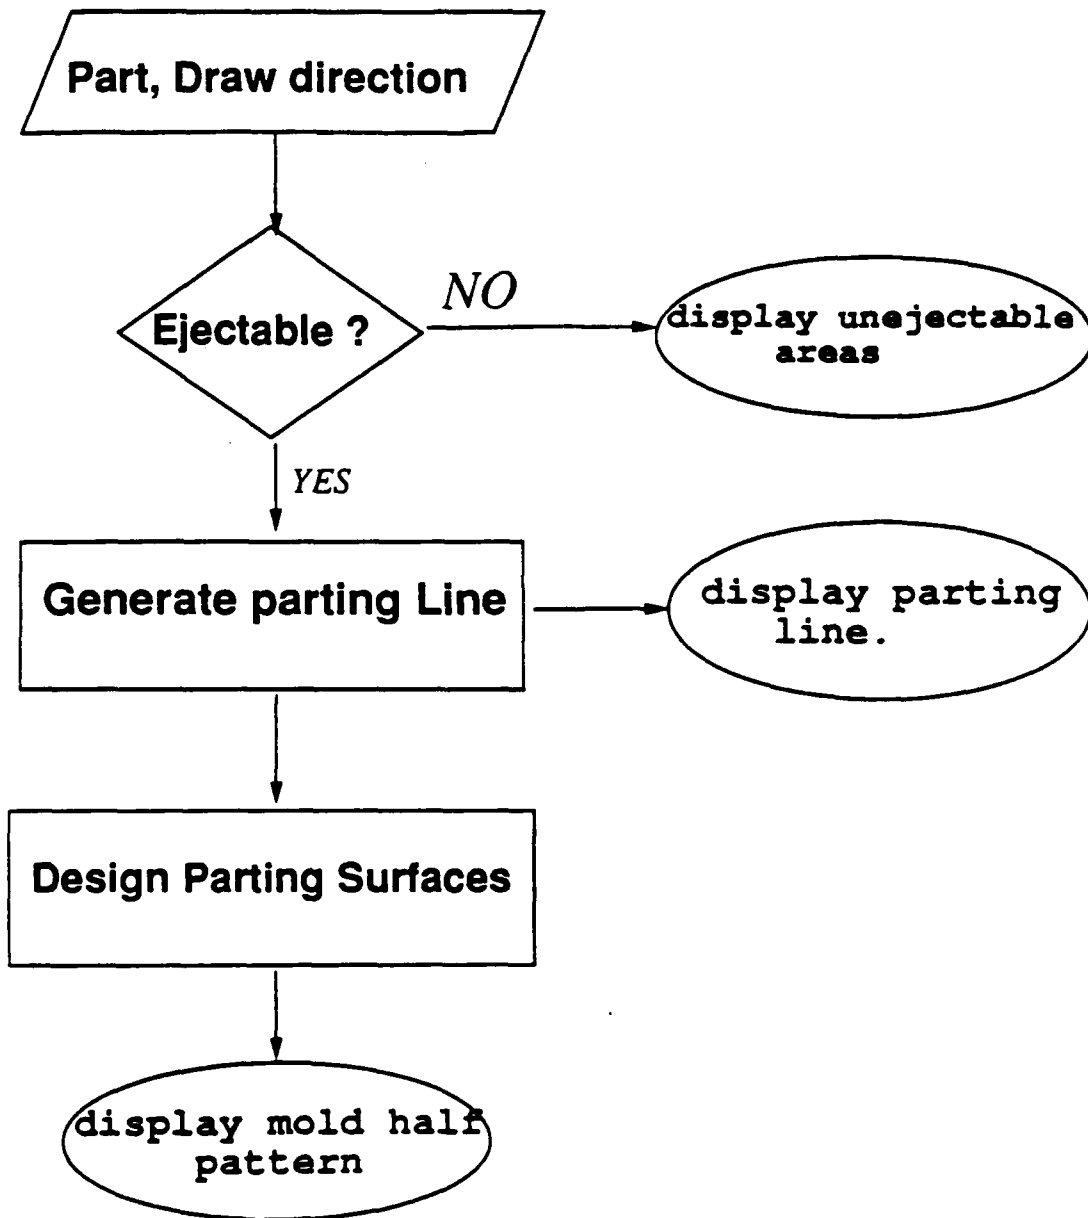 Part, Draw direction
NO
Ejectable ?
display unejectable
areas
YES
Generate parting Line
display parting
line.
Design Parting Surfaces
display mold half
pattern